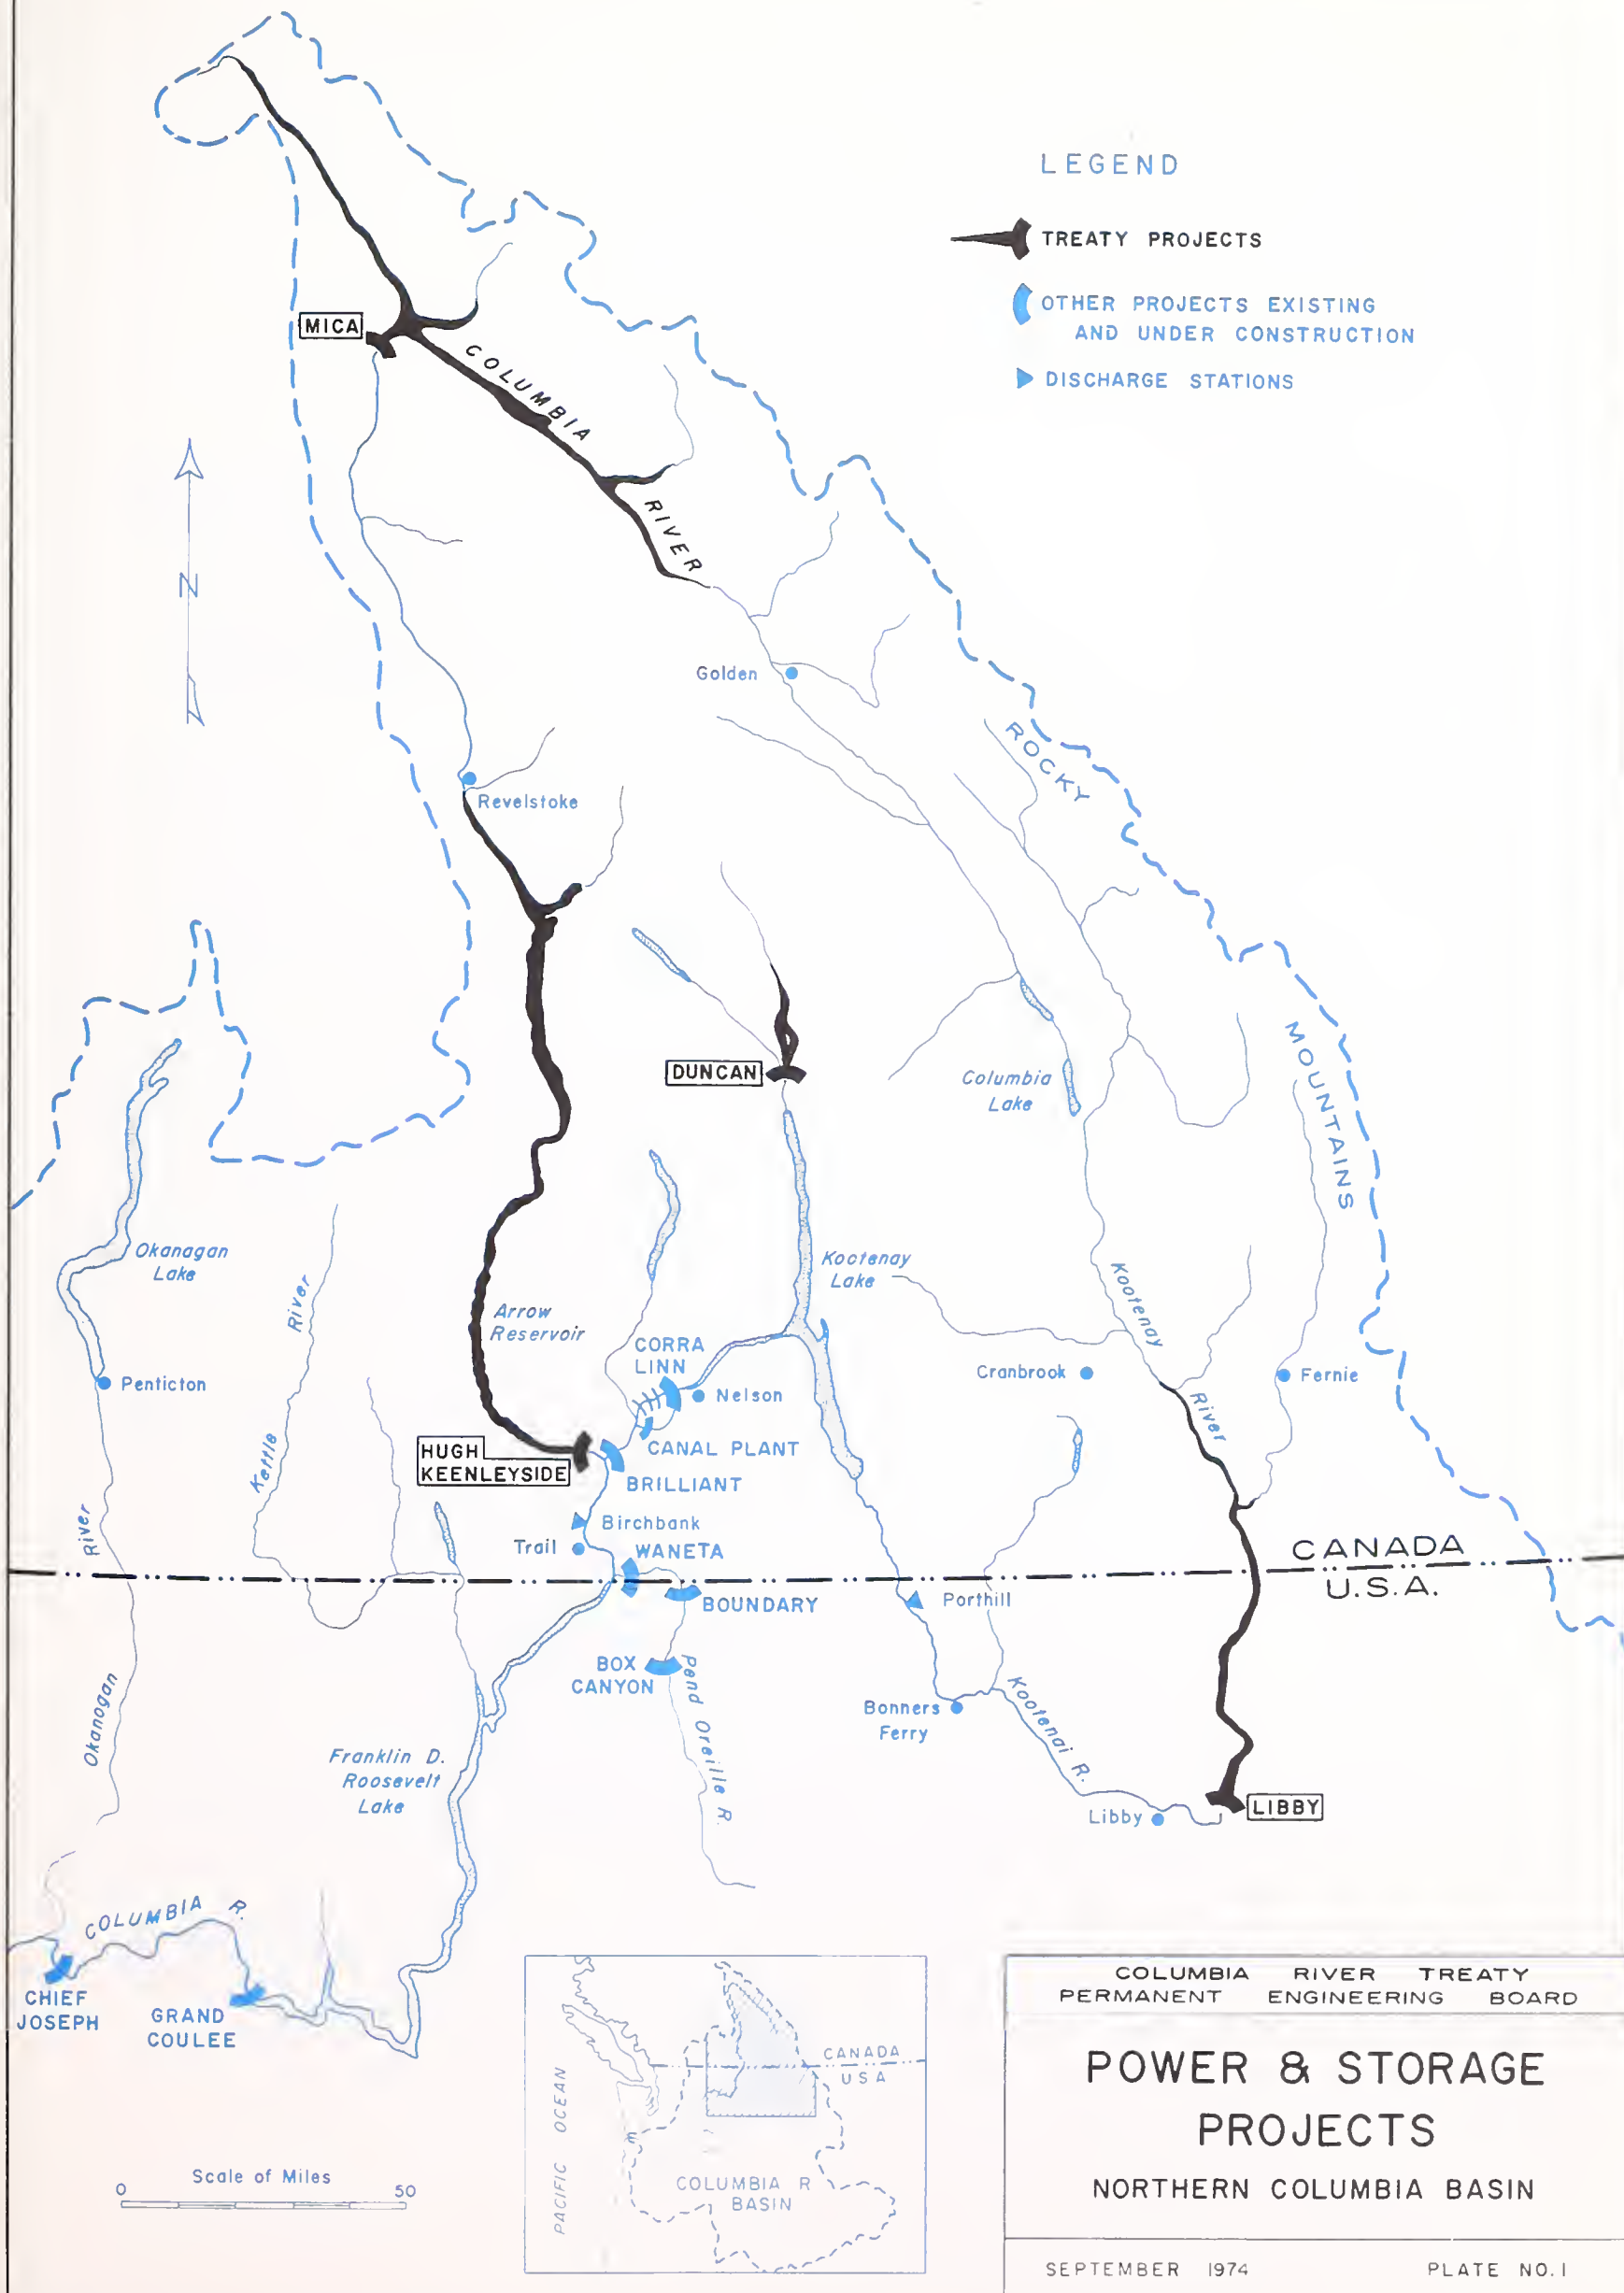 LEGEND
TREATY PROJECTS
OTHER PROJECTS EXISTING
AND UNDER CONSTRUCTION
DISCHARGE STATIONS
MICA
COLUMBIA
RIVER
N
Golden
ROCKY
MOUNTAINS
Revelstoke
DUNCAN
Columbia
Lake
Okanagan
Lake
River
Kettle
Arrow
Reservoir
Kootenay
Lake
Kootenay
River
CORRA
LINN
Nelson
Cranbrook
Fernie
Penticton
CANAL PLANT
HUGH
KEENLEYSIDE
BRILLIANT
Birchbank
Trail
WANETA
CANADA
U.S.A.
BOUNDARY
Porthill
River
Okanogan
BOX
CANYON
Pend Oreille R.
Bonners
Ferry
Kootenai R.
Franklin D.
Roosevelt
Lake
Libby
LIBBY
COLUMBIA R.
CHIEF
JOSEPH
GRAND
COULEE
Scale of Miles
0 50
PACIFIC OCEAN
CANADA
USA
COLUMBIA R
BASIN
COLUMBIA RIVER TREATY
PERMANENT ENGINEERING BOARD
POWER & STORAGE
PROJECTS
NORTHERN COLUMBIA BASIN
SEPTEMBER 1974 PLATE NO. 1